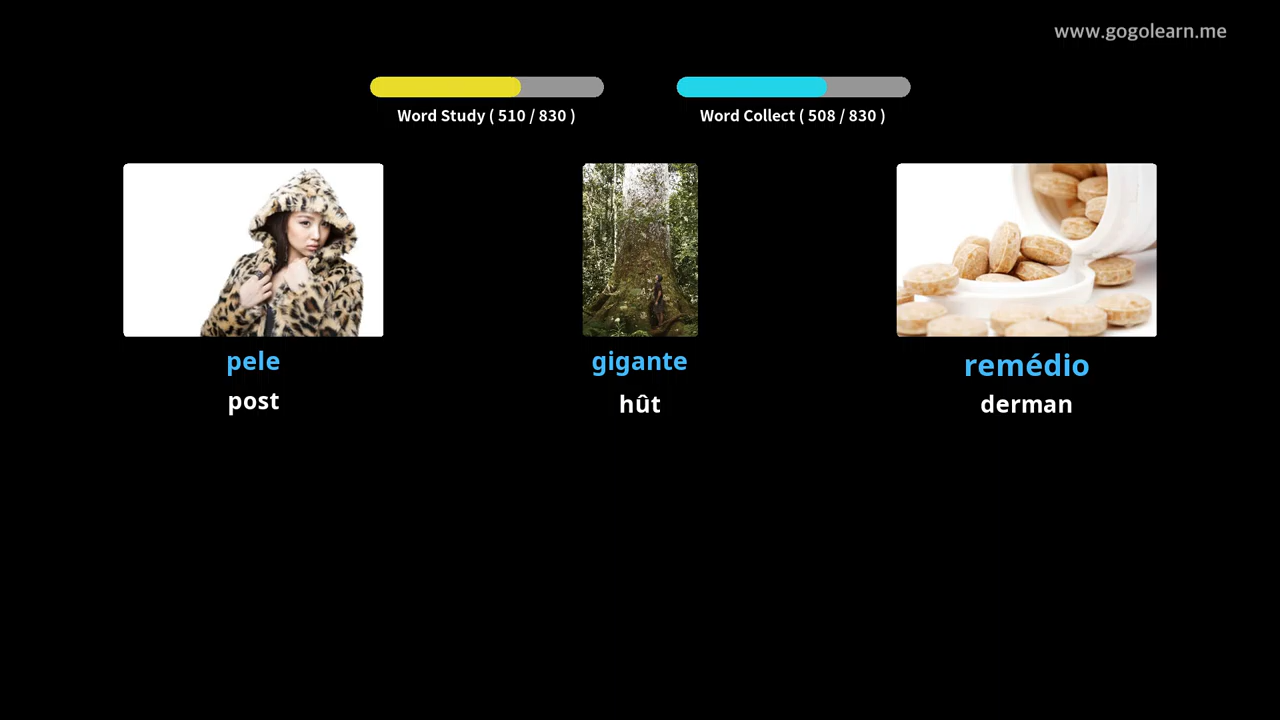 www.gogolearn.me
Word Study ( 510 / 830 )
Word Collect ( 508 / 830 )
pele
post
gigante
hût
remédio
derman